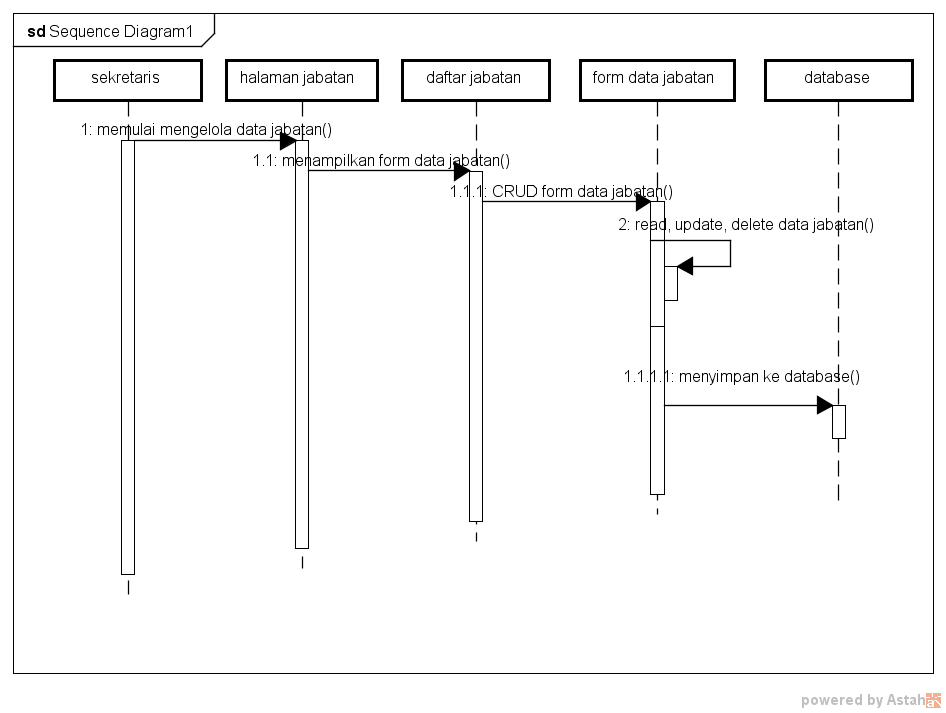 sd Sequence Diagram1
sekretaris
halaman jabatan
daftar jabatan
form data jabatan
database
1: memulai mengelola data jabatan()
1.1: menampilkan form data jabatan()
1.1.1: CRUD form data jabatan()
2: read, update, delete data jabatan()
1.1.1.1: menyimpan ke database()
powered by Astah